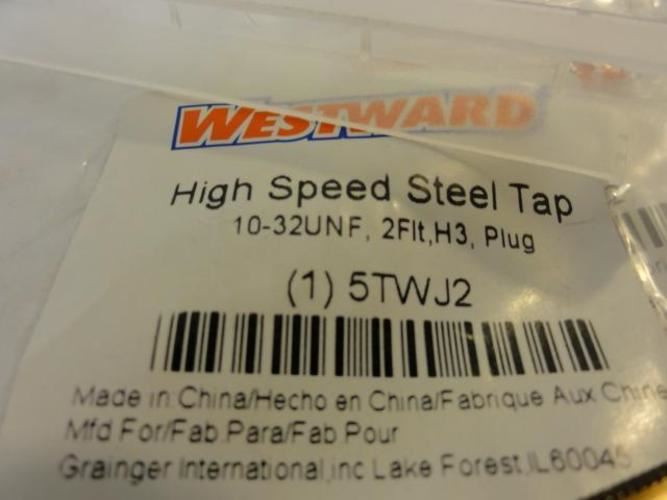 WESTWARD
High Speed Steel Tap
10-32UNF, 2Flt,H3, Plug
(1) 5TWJ2
Made in China/Hecho en China/Fabrique Aux Chine
Mfd For/Fab Para/Fab Pour
Grainger International,inc Lake Forest,IL60045